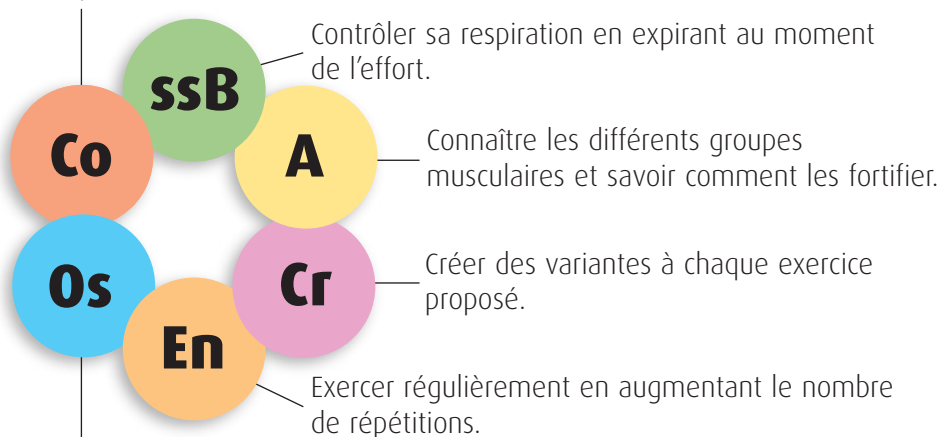 Contrôler sa respiration en expirant au moment
de l’effort.
ssB
Co
A
Connaître les différents groupes
musculaires et savoir comment les fortifier.
Os
Cr
Créer des variantes à chaque exercice
proposé.
En
Exercer régulièrement en augmentant le nombre
de répétitions.